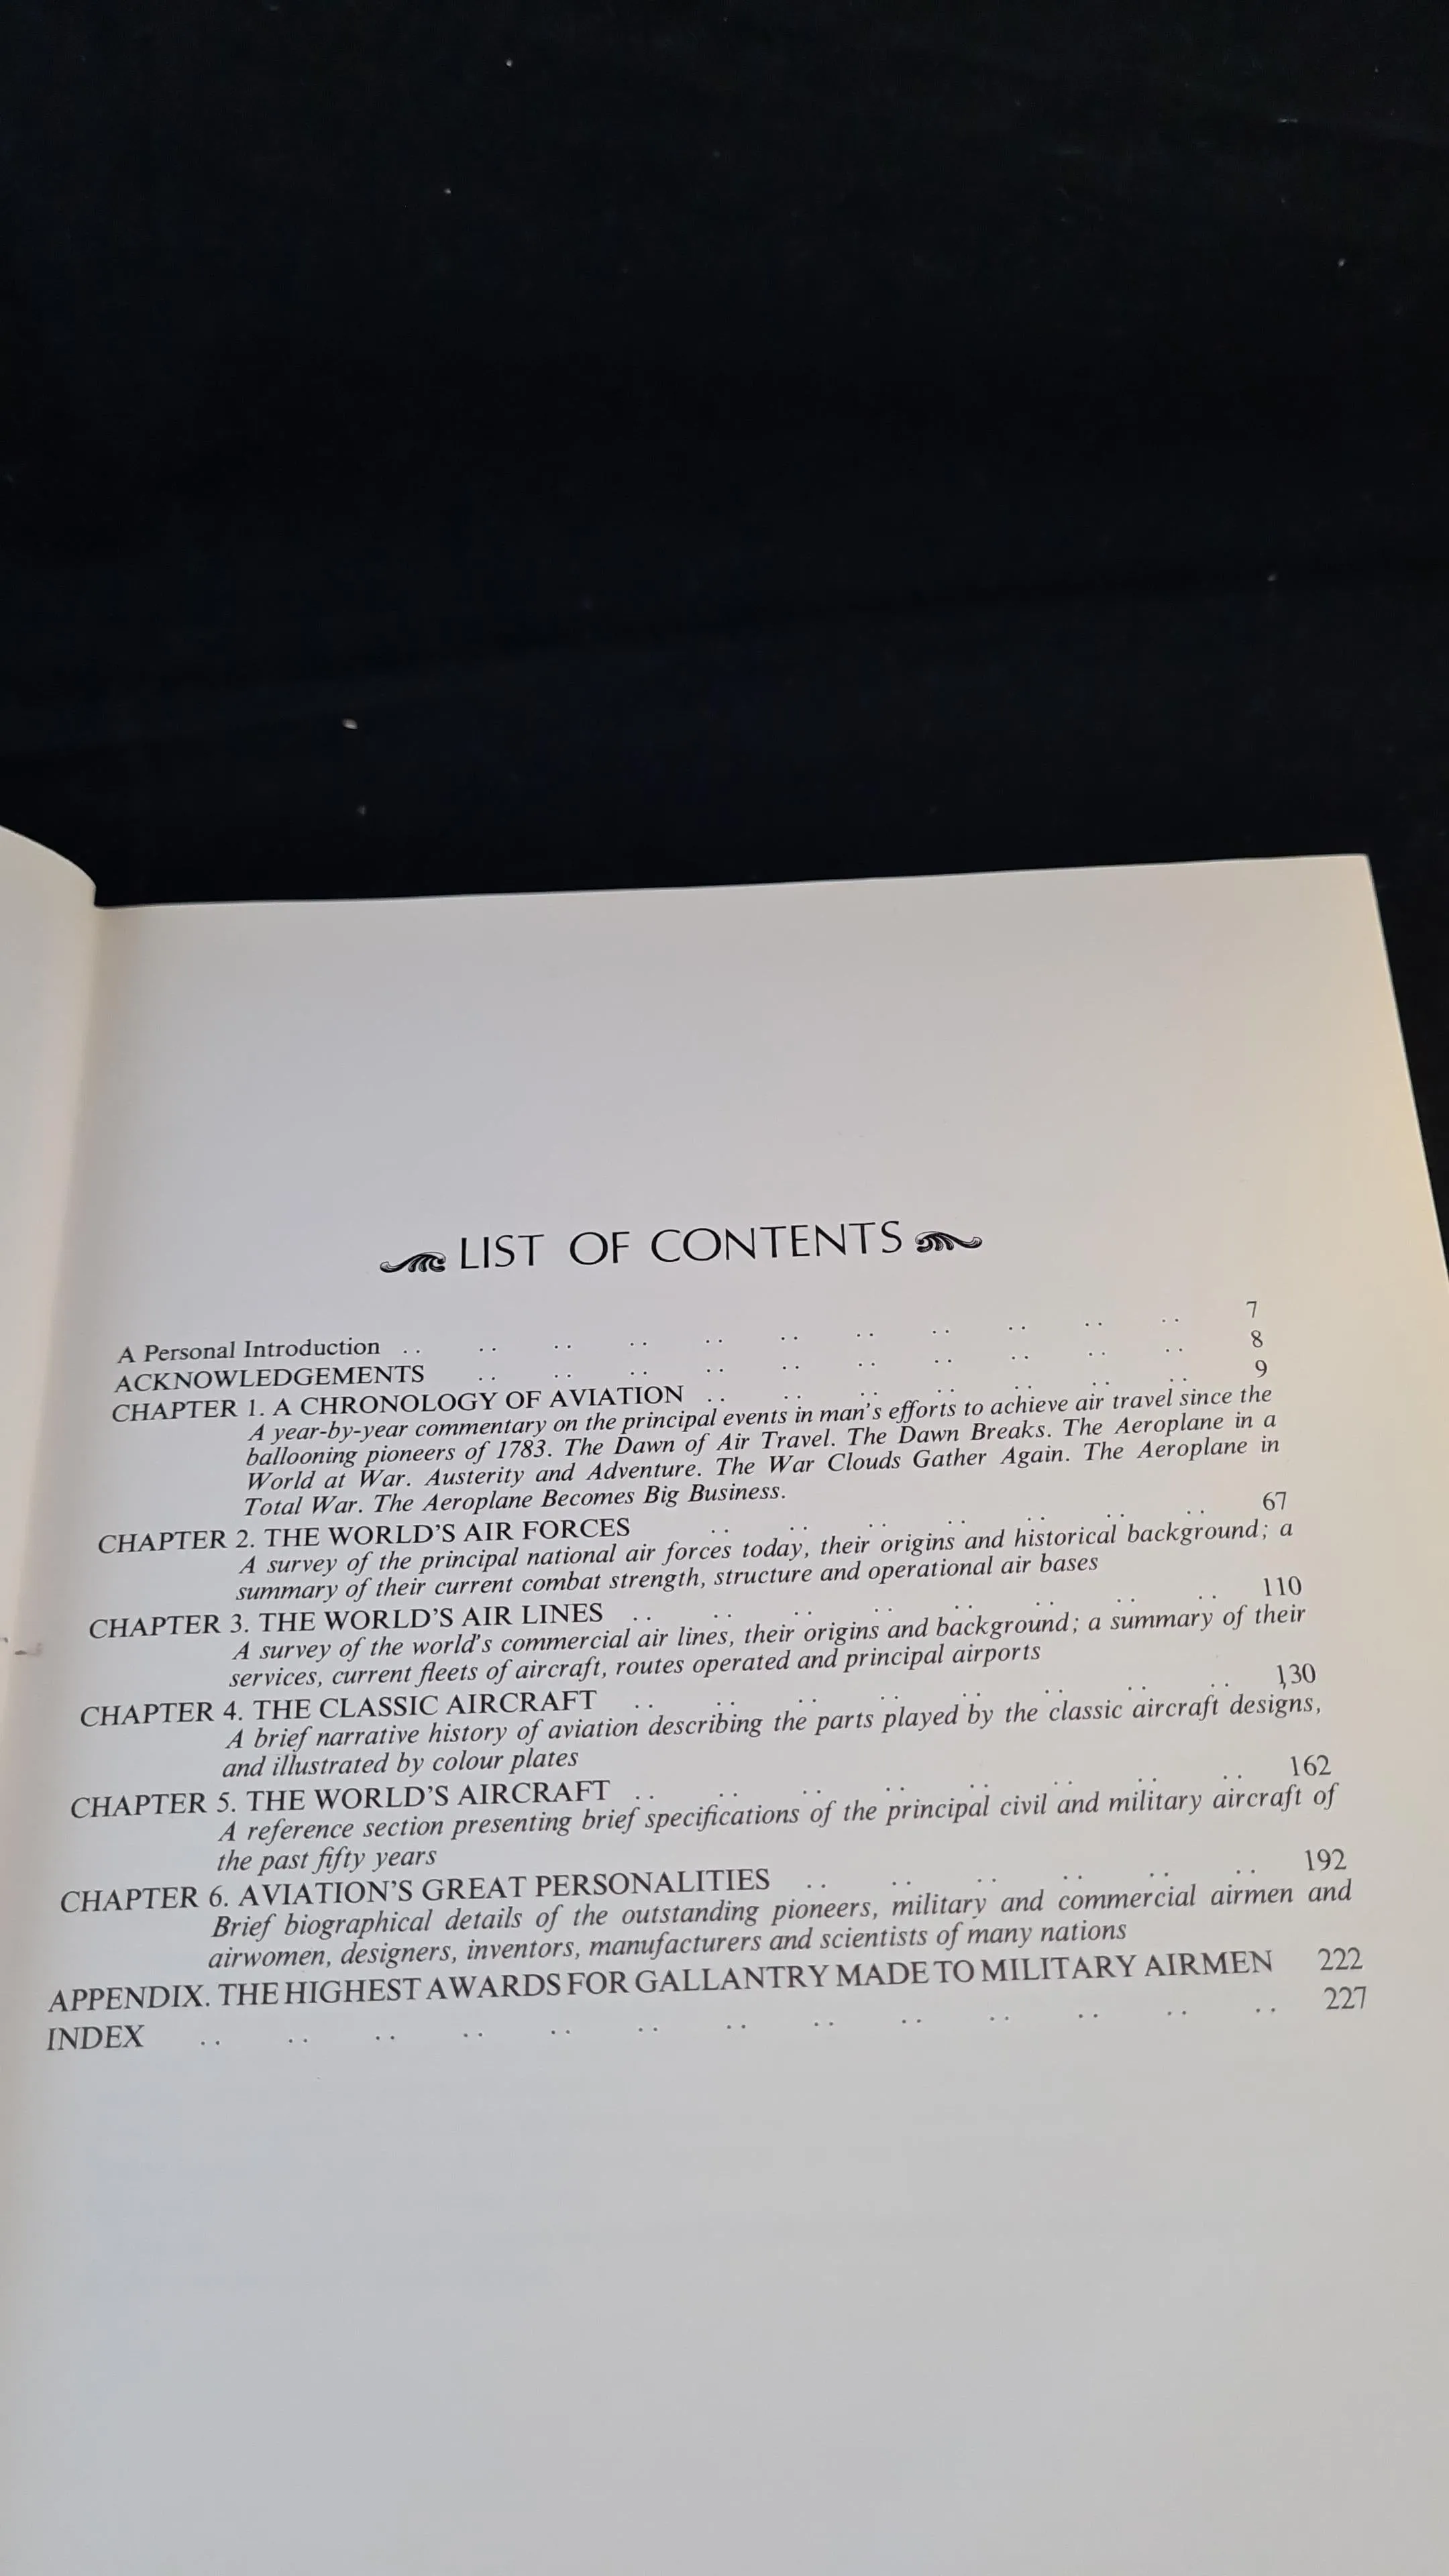 LIST OF CONTENTS
A Personal Introduction .. .. .. .. .. .. .. .. .. .. .. 7
ACKNOWLEDGEMENTS .. .. .. .. .. .. .. .. .. .. 8
CHAPTER 1. A CHRONOLOGY OF AVIATION .. .. .. .. .. .. .. 9
A year-by-year commentary on the principal events in man's efforts to achieve air travel since the
ballooning pioneers of 1783. The Dawn of Air Travel. The Dawn Breaks. The Aeroplane in a
World at War. Austerity and Adventure. The War Clouds Gather Again. The Aeroplane in
Total War. The Aeroplane Becomes Big Business.
CHAPTER 2. THE WORLD'S AIR FORCES .. .. .. .. .. .. .. 67
A survey of the principal national air forces today, their origins and historical background; a
summary of their current combat strength, structure and operational air bases
CHAPTER 3. THE WORLD'S AIR LINES .. .. .. .. .. .. .. .. 110
A survey of the world's commercial air lines, their origins and background; a summary of their
services, current fleets of aircraft, routes operated and principal airports
CHAPTER 4. THE CLASSIC AIRCRAFT .. .. .. .. .. .. .. .. 130
A brief narrative history of aviation describing the parts played by the classic aircraft designs,
and illustrated by colour plates
CHAPTER 5. THE WORLD'S AIRCRAFT .. .. .. .. .. .. .. .. 162
A reference section presenting brief specifications of the principal civil and military aircraft of
the past fifty years
CHAPTER 6. AVIATION'S GREAT PERSONALITIES .. .. .. .. .. .. 192
Brief biographical details of the outstanding pioneers, military and commercial airmen and
airwomen, designers, inventors, manufacturers and scientists of many nations
APPENDIX. THE HIGHEST AWARDS FOR GALLANTRY MADE TO MILITARY AIRMEN 222
INDEX .. .. .. .. .. .. .. .. .. .. .. .. .. 227